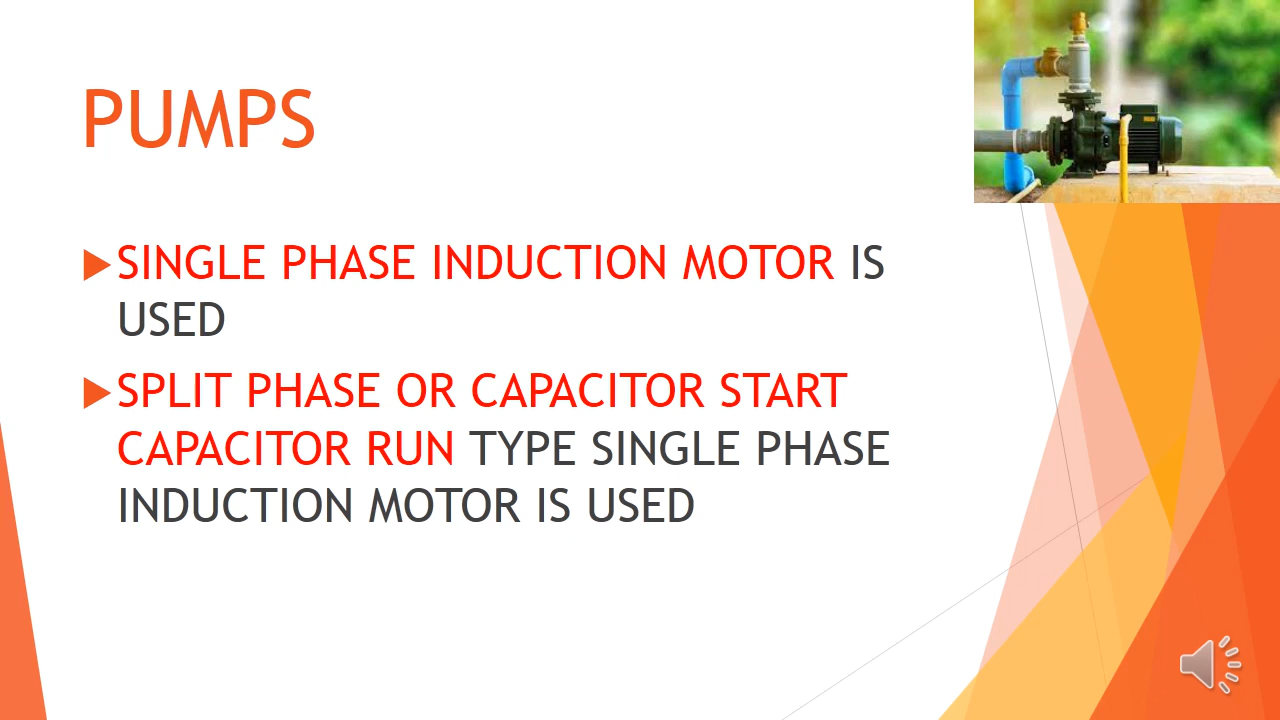 PUMPS
SINGLE PHASE INDUCTION MOTOR IS
USED
SPLIT PHASE OR CAPACITOR START
CAPACITOR RUN TYPE SINGLE PHASE
INDUCTION MOTOR IS USED